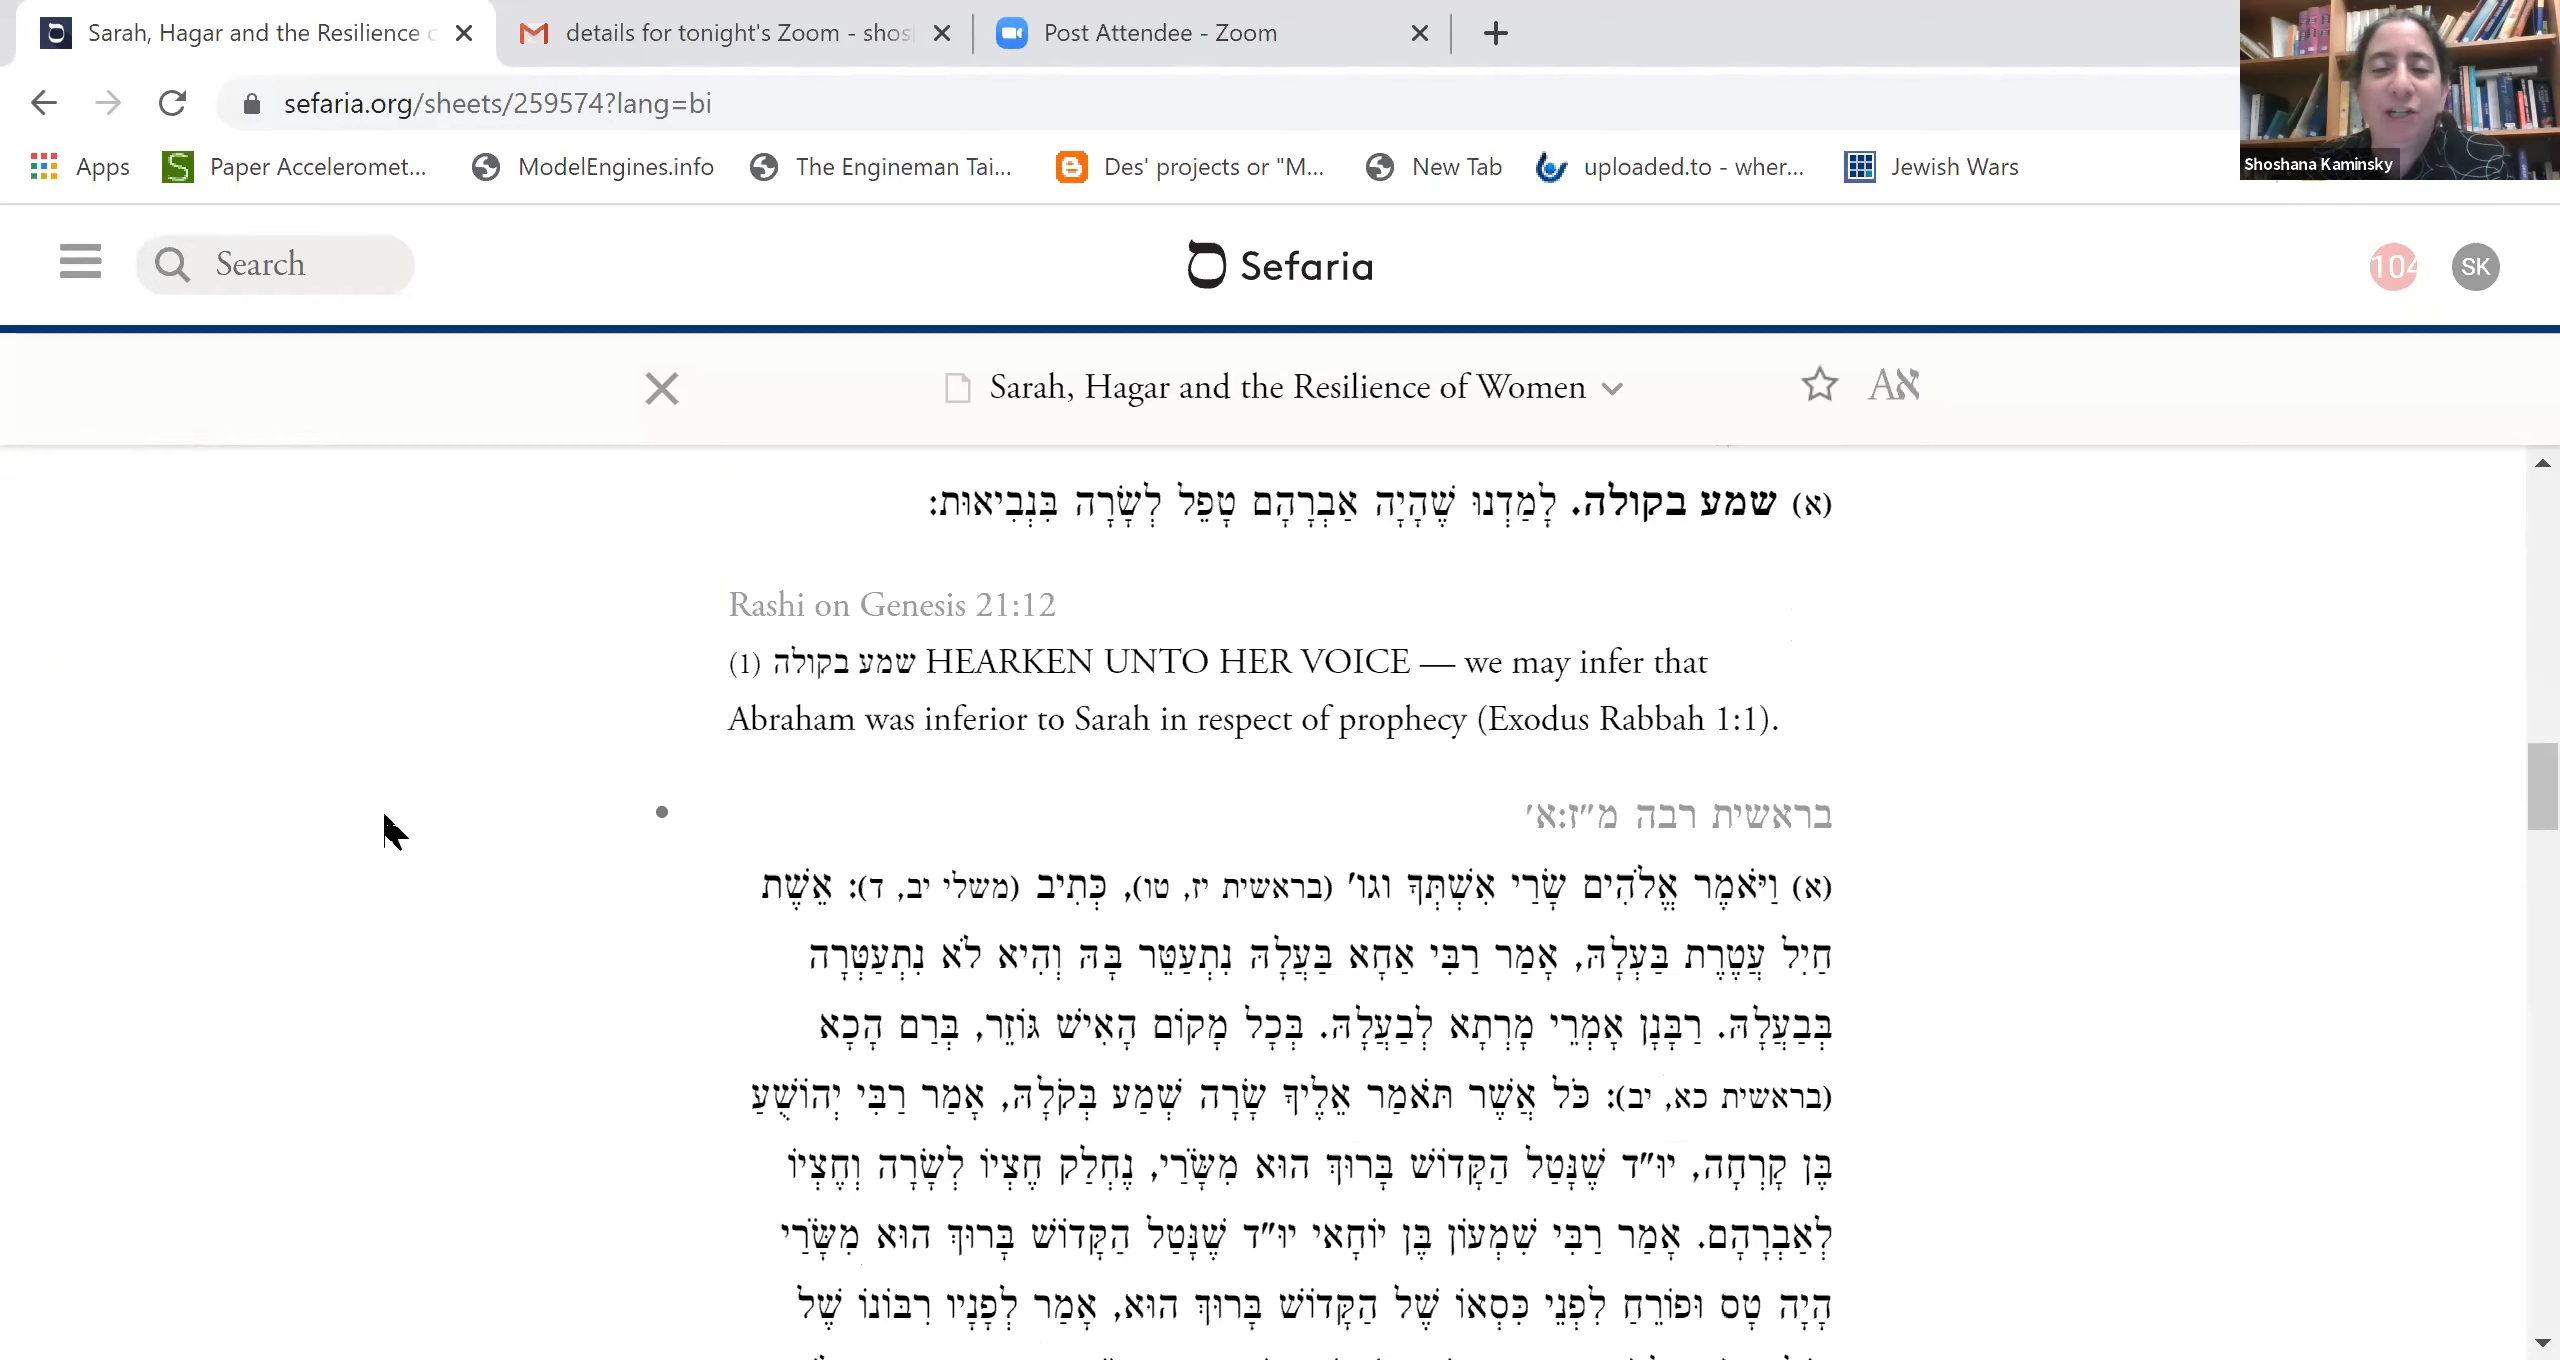 Sarah, Hagar and the Resilience
details for tonight's Zoom - shos
Post Attendee - Zoom
Shoshana Kaminsky
sefaria.org/sheets/259574?lang=bi
Apps
Paper Acceleromet...
ModelEngines.info
The Engineman Tai...
Des' projects or "M...
New Tab
uploaded.to - wher...
Jewish Wars
Search
Sefaria
104
SK
Sarah, Hagar and the Resilience of Women
Aא
(א) שמע בקולה. לָמַדְנוּ שֶׁהָיָה אַבְרָהָם טָפֵל לְשָׂרָה בִּנְבִיאוּת:
Rashi on Genesis 21:12
(1) שמע בקולה HEARKEN UNTO HER VOICE — we may infer that
Abraham was inferior to Sarah in respect of prophecy (Exodus Rabbah 1:1).
בראשית רבה מ״ז:א׳
(א) וַיֹּאמֶר אֱלֹהִים שָׂרַי אִשְׁתְּךָ וגו' (בראשית יז, טו), כְּתִיב (משלי יב, ד): אֵשֶׁת
חַיִל עֲטֶרֶת בַּעְלָהּ, אָמַר רַבִּי אַחָא בַּעֲלָהּ נִתְעַטֵּר בָּהּ וְהִיא לֹא נִתְעַטְּרָה
בְּבַעֲלָהּ. רַבָּנָן אָמְרֵי מָרְתָא לְבַעֲלָהּ. בְּכָל מָקוֹם הָאִישׁ גּוֹזֵר, בְּרַם הָכָא
(בראשית כא, יב): כֹּל אֲשֶׁר תֹּאמַר אֵלֶיךָ שָׂרָה שְׁמַע בְּקֹלָהּ, אָמַר רַבִּי יְהוֹשֻׁעַ
בֶּן קָרְחָה, יוּ"ד שֶׁנָּטַל הַקָּדוֹשׁ בָּרוּךְ הוּא מִשָּׂרַי, נֶחְלַק חֶצְיוֹ לְשָׂרָה וְחֶצְיוֹ
לְאַבְרָהָם. אָמַר רַבִּי שִׁמְעוֹן בֶּן יוֹחָאי יוּ"ד שֶׁנָּטַל הַקָּדוֹשׁ בָּרוּךְ הוּא מִשָּׂרַי
הָיָה טָס וּפוֹרֵחַ לִפְנֵי כִּסְאוֹ שֶׁל הַקָּדוֹשׁ בָּרוּךְ הוּא, אָמַר לְפָנָיו רִבּוֹנוֹ שֶׁל